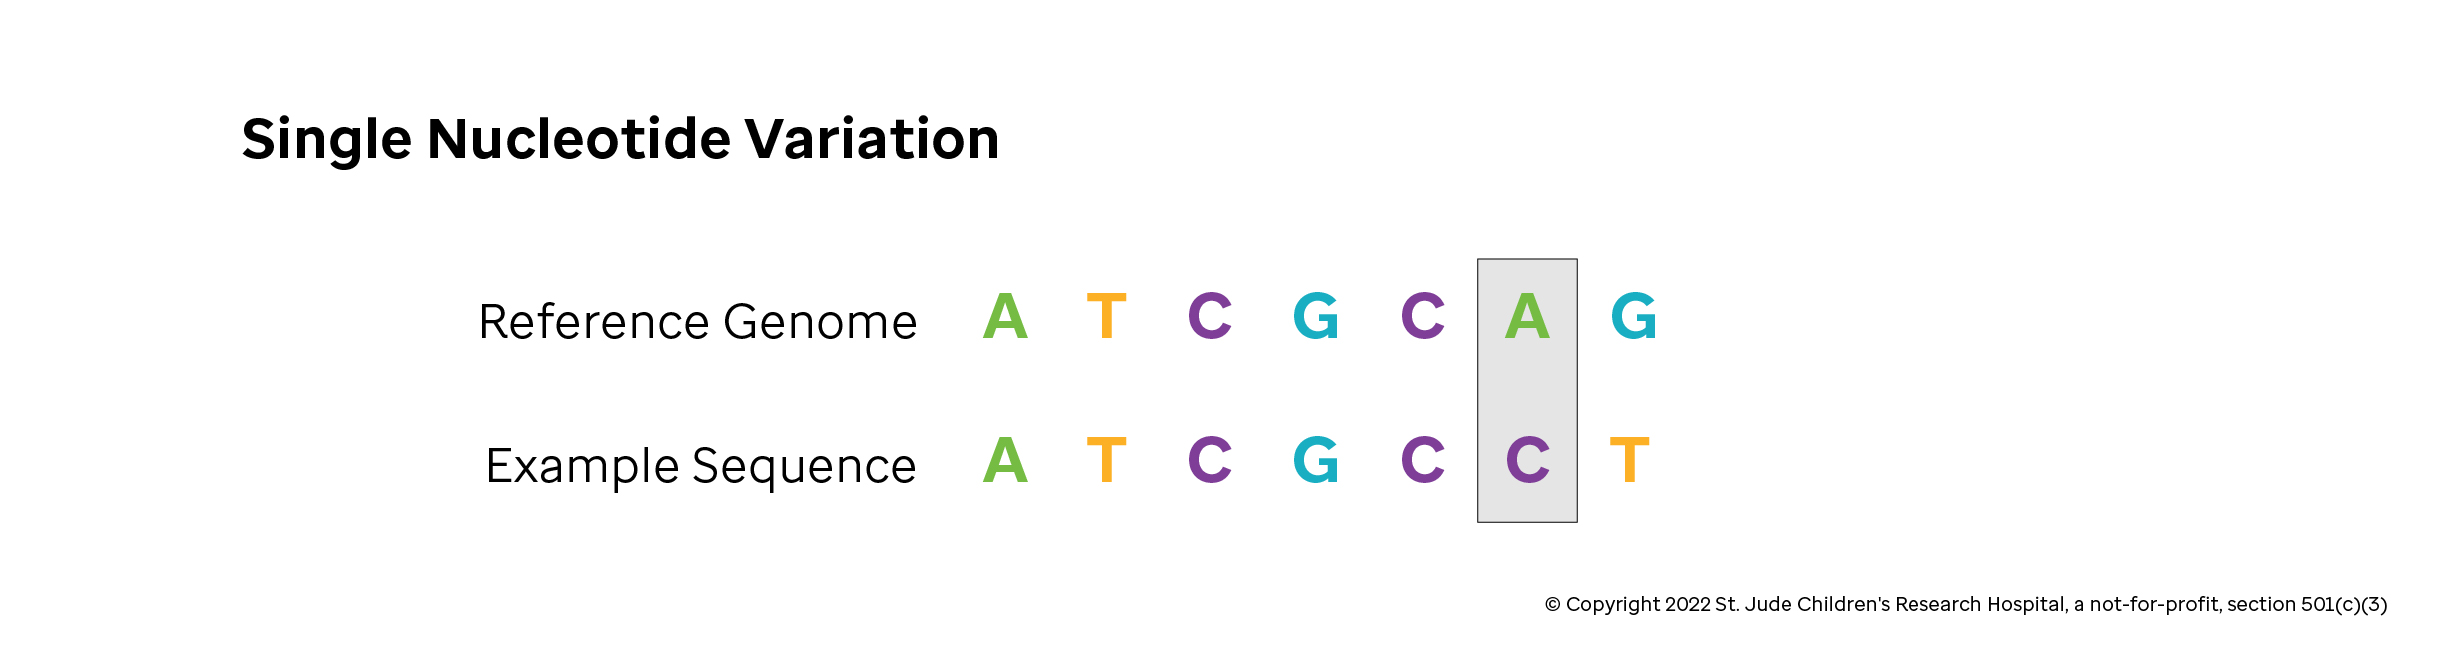 Single Nucleotide Variation
Reference Genome A T C G C A G
Example Sequence A T C G C C T
© Copyright 2022 St. Jude Children's Research Hospital, a not-for-profit, section 501(c)(3)